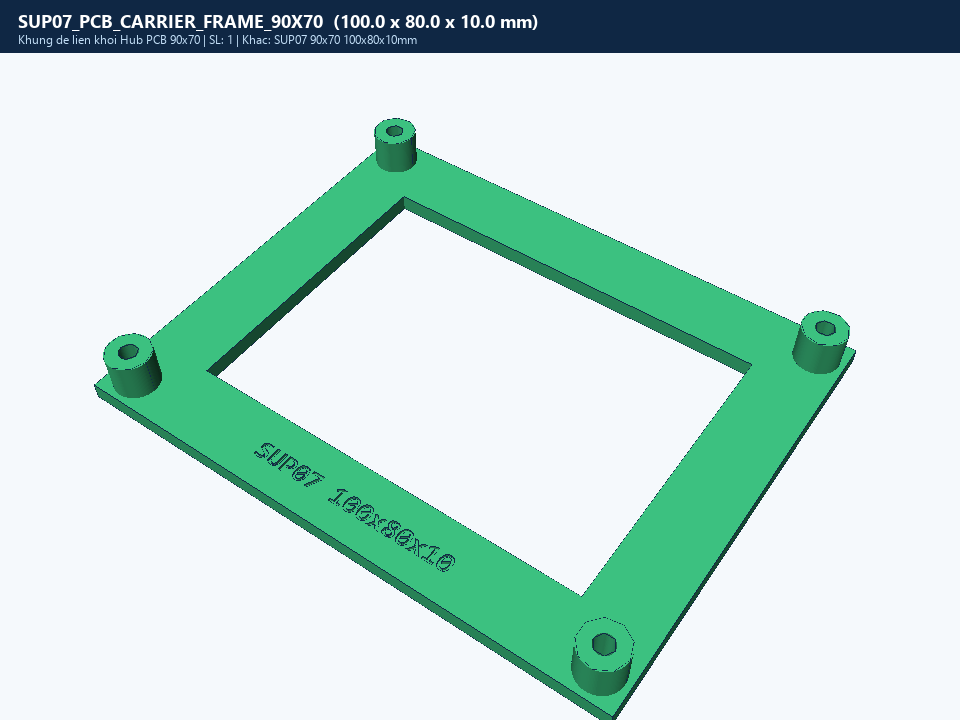 SUP07_PCB_CARRIER_FRAME_90X70 (100.0 x 80.0 x 10.0 mm)
Khung de lien khoi Hub PCB 90x70 | SL: 1 | Khac: SUP07 90x70 100x80x10mm
SUP07 100x80x10